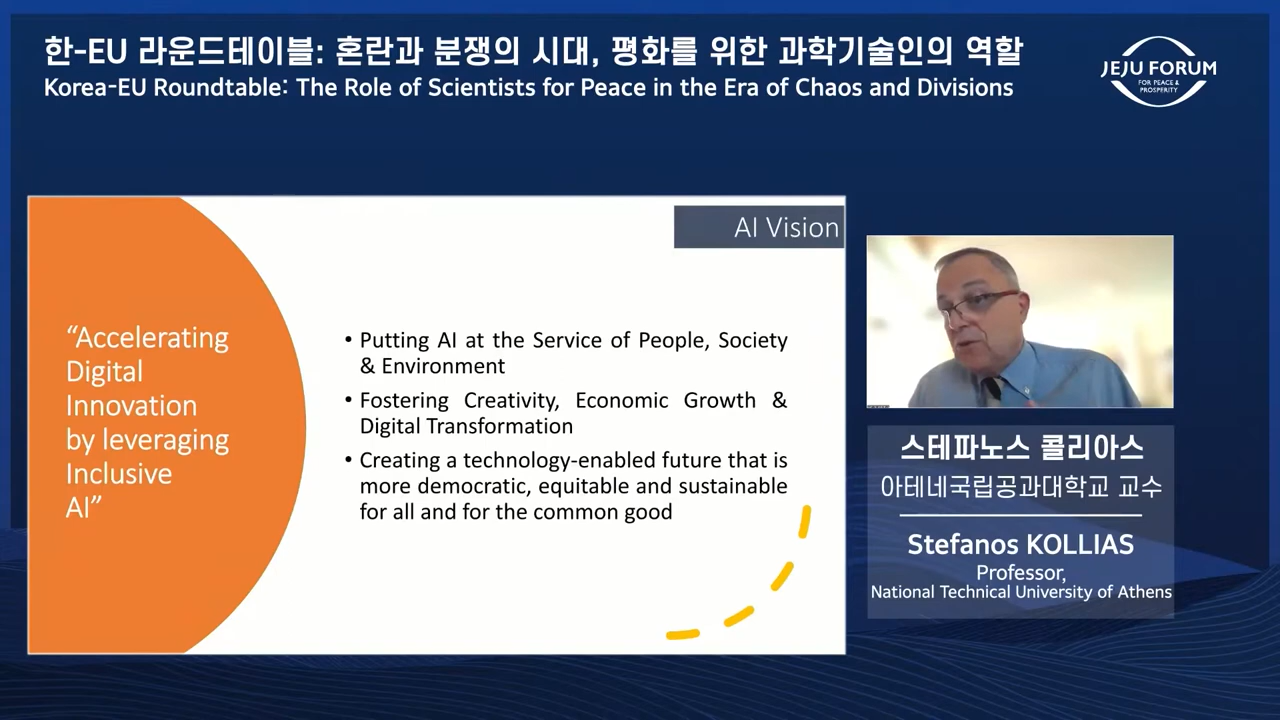 한-EU 라운드테이블: 혼란과 분쟁의 시대, 평화를 위한 과학기술인의 역할
Korea-EU Roundtable: The Role of Scientists for Peace in the Era of Chaos and Divisions
JEJU FORUM
FOR PEACE &
PROSPERITY
AI Vision
“Accelerating
Digital
Innovation
by leveraging
Inclusive
AI”
• Putting AI at the Service of People, Society
& Environment
• Fostering Creativity, Economic Growth &
Digital Transformation
• Creating a technology-enabled future that is
more democratic, equitable and sustainable
for all and for the common good
스테파노스 콜리아스
아테네국립공과대학교 교수
Stefanos KOLLIAS
Professor,
National Technical University of Athens